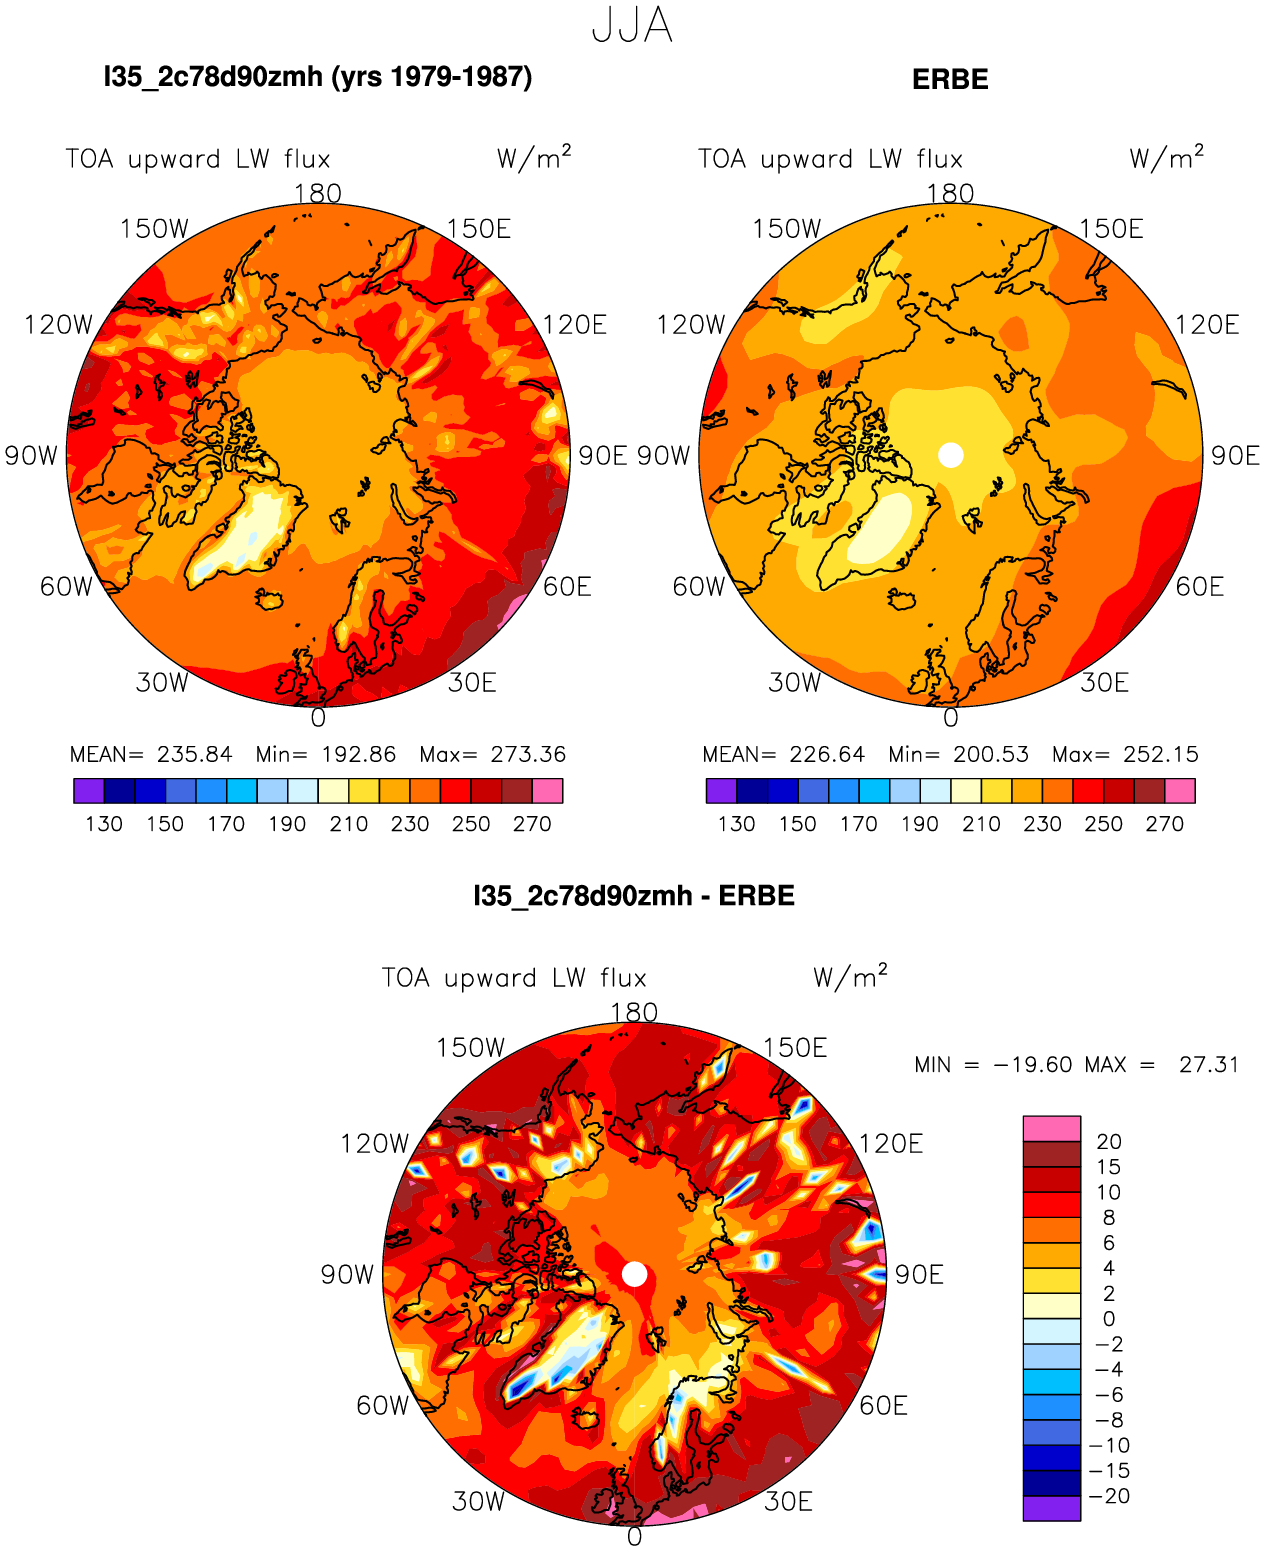 JJA
l35_2c78d90zmh (yrs 1979-1987)
ERBE
TOA upward LW flux W/m²
TOA upward LW flux W/m²
180
180
150W 150E
150W 150E
120W 120E
120W 120E
90W 90E
90W 90E
60W 60E
60W 60E
30W 30E
30W 30E
0
0
MEAN= 235.84 Min= 192.86 Max= 273.36
MEAN= 226.64 Min= 200.53 Max= 252.15
130 150 170 190 210 230 250 270
130 150 170 190 210 230 250 270
l35_2c78d90zmh - ERBE
TOA upward LW flux W/m²
180
150W 150E
MIN = −19.60 MAX = 27.31
120W 120E
90W 90E
60W 60E
30W 30E
0
20
15
10
8
6
4
2
0
−2
−4
−6
−8
−10
−15
−20